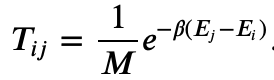 T_{ij} = \frac{1}{M} e^{-\beta(E_j - E_i)}.